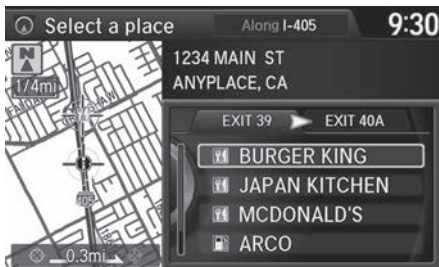 Select a place
Along I-405
9:30
N
1/4mi
1234 MAIN ST
ANYPLACE, CA
EXIT 39
EXIT 40A
BURGER KING
JAPAN KITCHEN
MCDONALD'S
ARCO
405
0.3mi